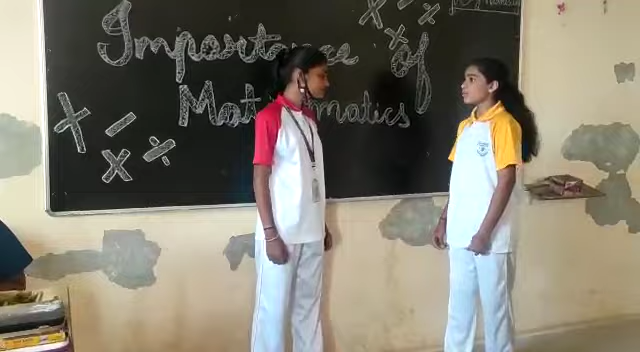 Importance of
Mathematics
+ - × ÷